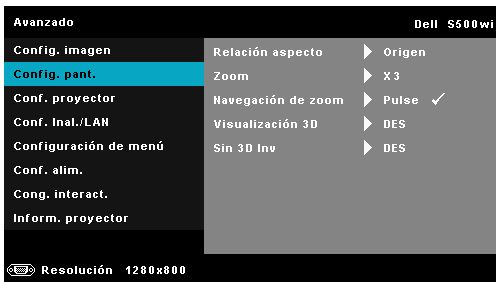 Avanzado Dell S500wi
Config. imagen
Config. pant.
Conf. proyector
Conf. Inal./LAN
Configuración de menú
Conf. alim.
Cong. interact.
Inform. proyector
Relación aspecto Origen
Zoom X3
Navegación de zoom Pulse ✓
Visualización 3D DES
Sin 3D Inv DES
Resolución 1280x800